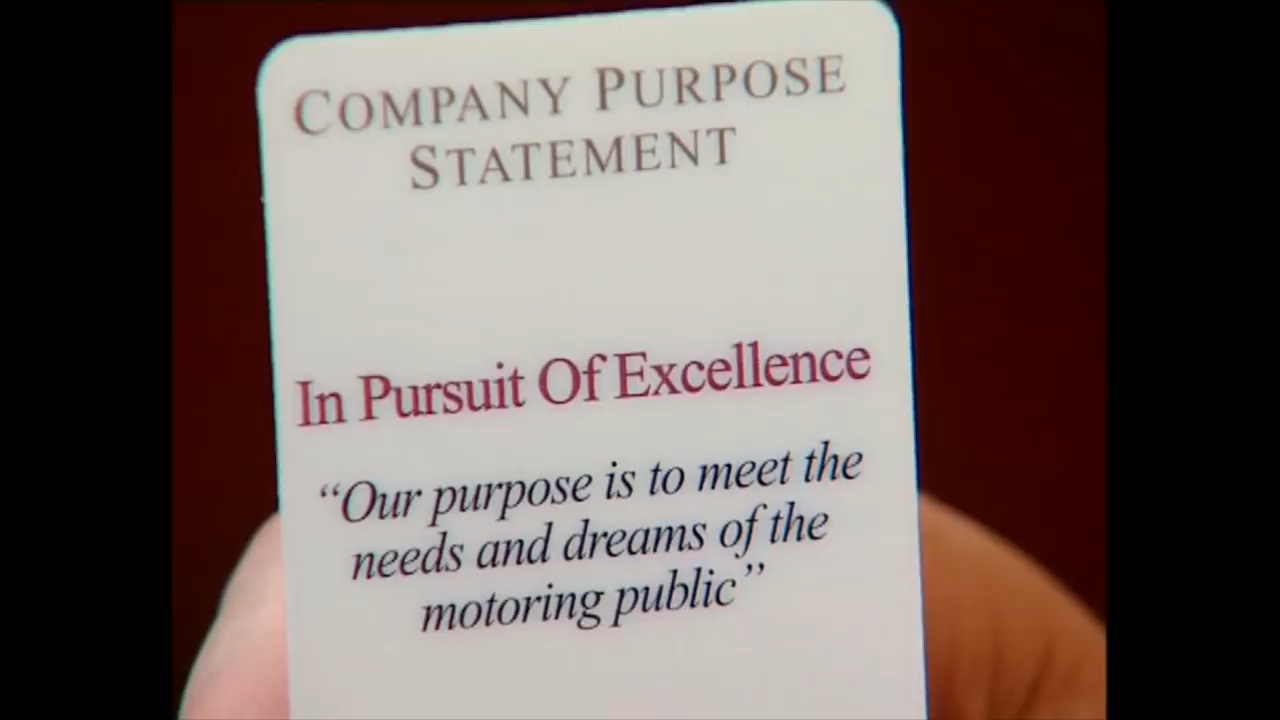 COMPANY PURPOSE
STATEMENT
In Pursuit Of Excellence
“Our purpose is to meet the
needs and dreams of the
motoring public”